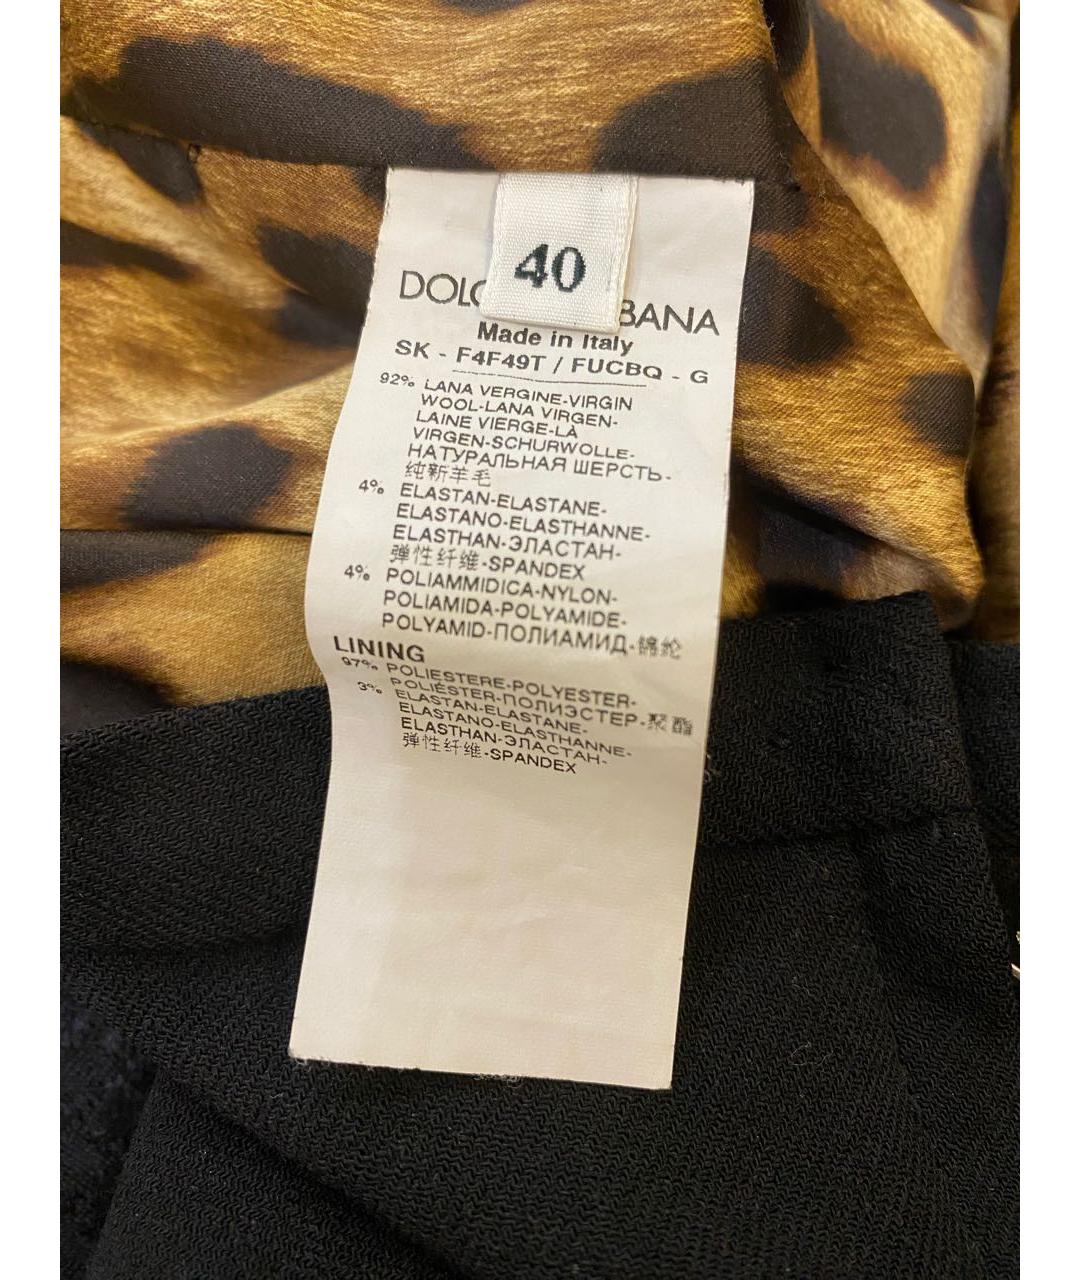 40
DOLC BANA
Made in Italy
SK - F4F49T / FUCBQ - G
92% LANA VERGINE-VIRGIN
WOOL-LANA VIRGEN-
LAINE VIERGE-LÀ
VIRGEN-SCHURWOLLE-
НАТУРАЛЬНАЯ ШЕРСТЬ-
纯新羊毛
4% ELASTAN-ELASTANE-
ELASTANO-ELASTHANNE-
ELASTHAN-ЭЛАСТАН-
弹性纤维-SPANDEX
4% POLIAMMIDICA-NYLON-
POLIAMIDA-POLYAMIDE-
POLYAMID-ПОЛИАМИД-锦纶
LINING
97% POLIESTERE-POLYESTER-
POLIÉSTER-ПОЛИЭСТЕР-聚酯
3% ELASTAN-ELASTANE-
ELASTANO-ELASTHANNE-
ELASTHAN-ЭЛАСТАН-
弹性纤维-SPANDEX